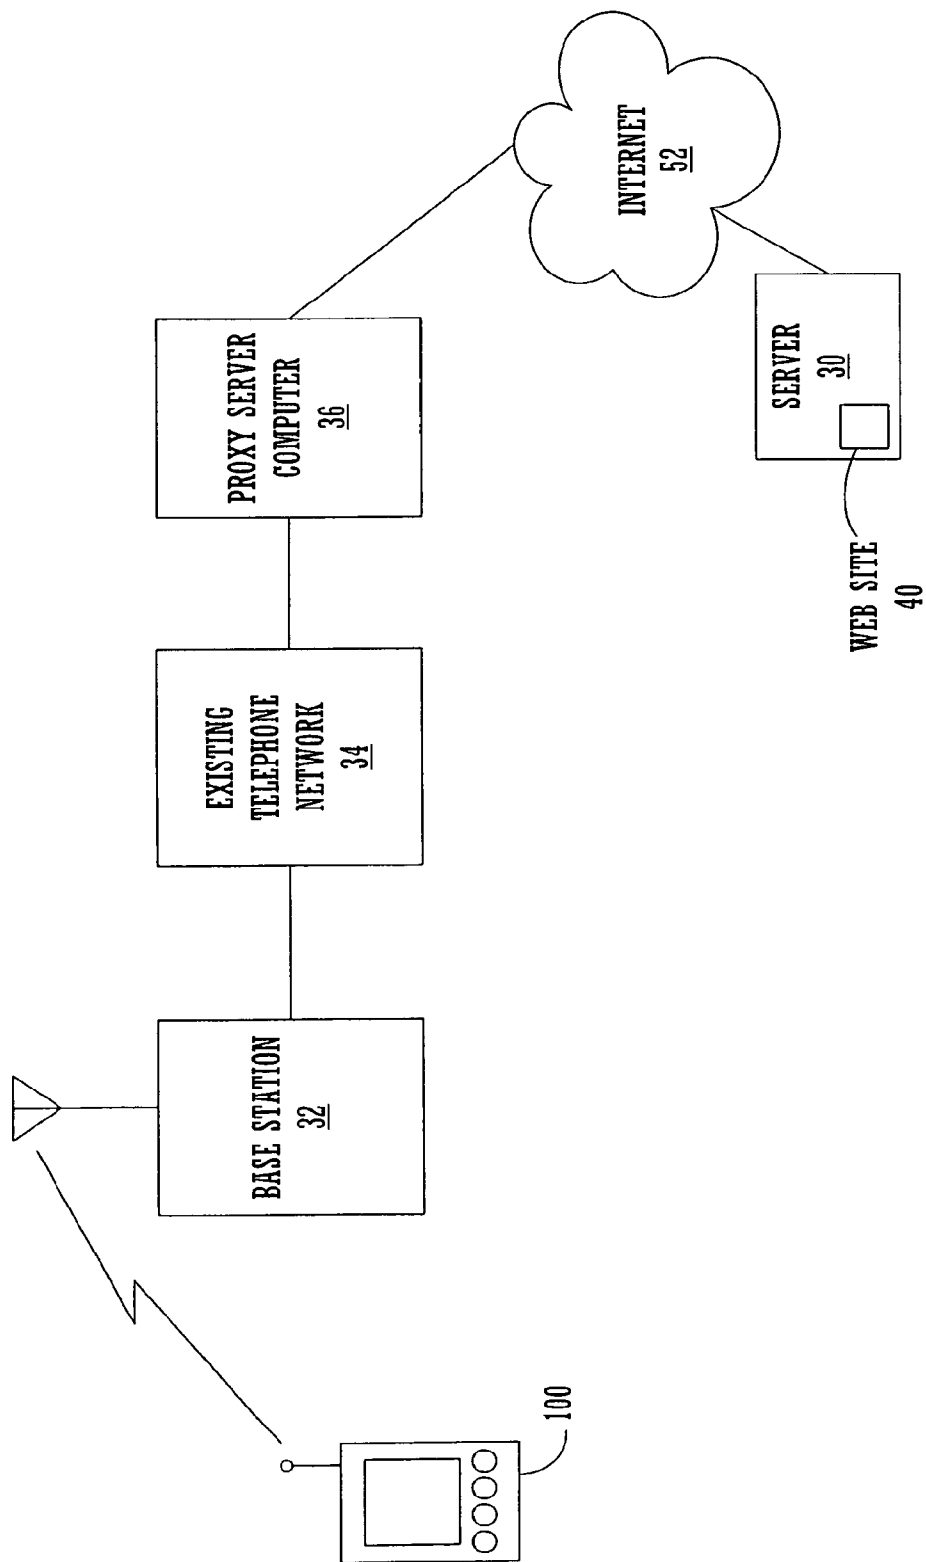 100
BASE STATION
32
EXISTING
TELEPHONE
NETWORK
34
PROXY SERVER
COMPUTER
36
INTERNET
52
SERVER
30
WEB SITE
40